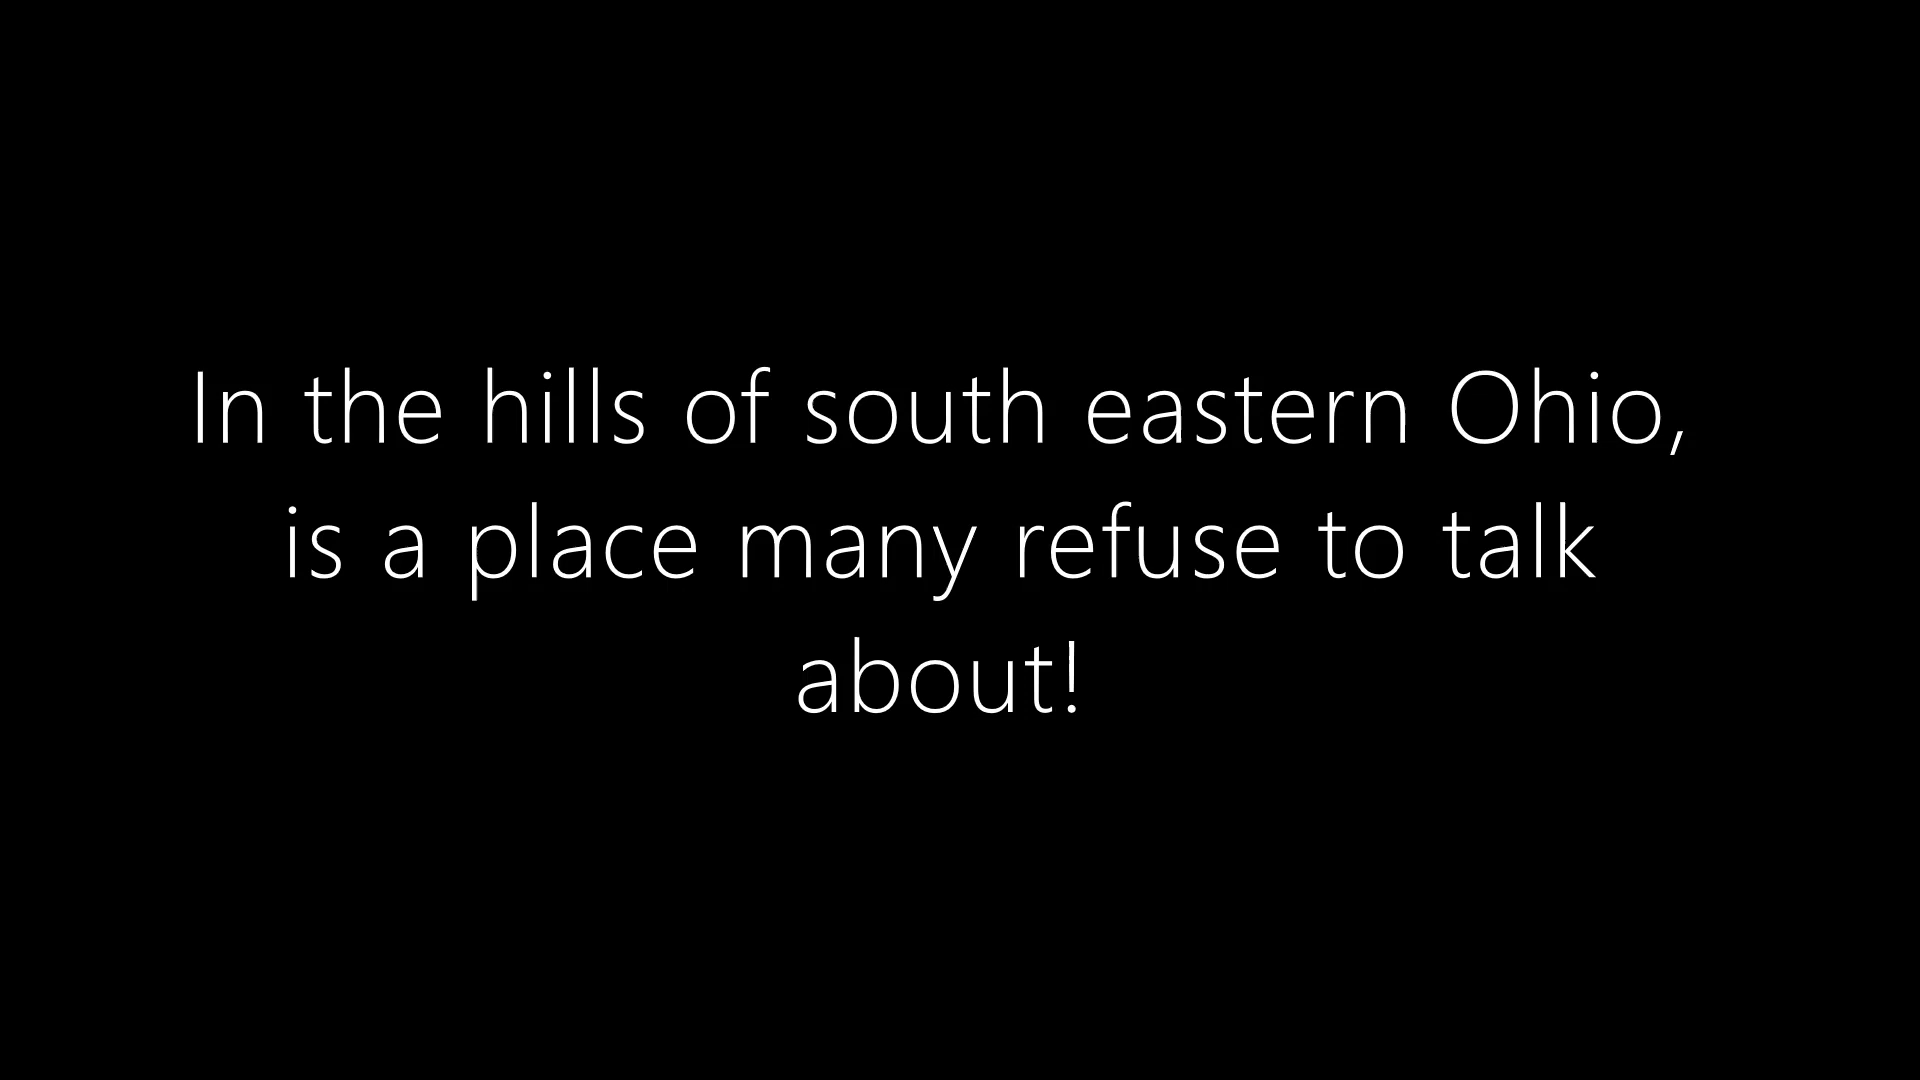 In the hills of south eastern Ohio,
is a place many refuse to talk
about!